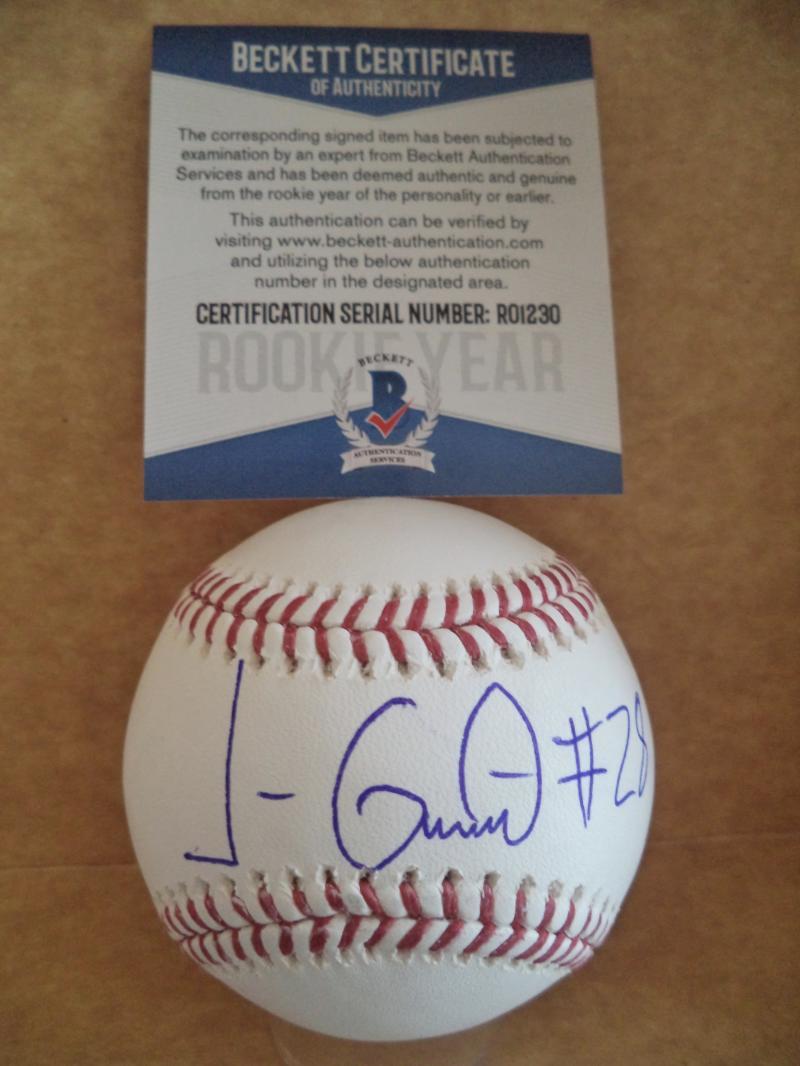 BECKETT CERTIFICATE
OF AUTHENTICITY
The corresponding signed item has been subjected to
examination by an expert from Beckett Authentication
Services and has been deemed authentic and genuine
from the rookie year of the personality or earlier.
This authentication can be verified by
visiting www.beckett-authentication.com
and utilizing the below authentication
number in the designated area.
CERTIFICATION SERIAL NUMBER: R01230
ROOKIE YEAR
BECKETT
B
AUTHENTICATION
SERVICES
#28